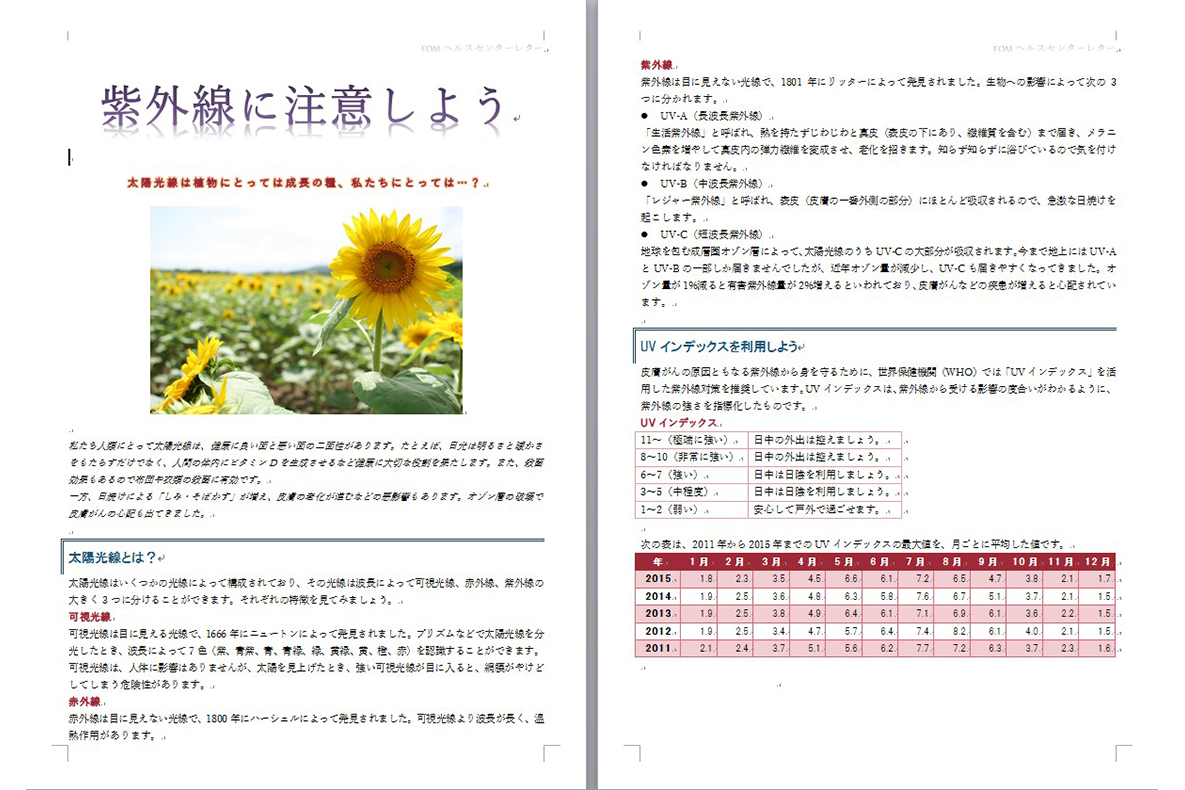 FOM ヘルスセンターレター
紫外線に注意しよう
太陽光線は植物にとっては成長の糧、私たちにとっては…？
私たち人類にとって太陽光線は、健康に良い面と悪い面の二面性があります。たとえば、日光は明るさと暖かさ
をもたらすだけでなく、人間の体内にビタミンDを生成させるなど健康に大切な役割を果たします。また、殺菌
効果もあるので布団や衣類の殺菌に有効です。
一方、日焼けによる「しみ・そばかす」が増え、皮膚の老化が進むなどの悪影響もあります。オゾン層の破壊で
皮膚がんの心配も出てきました。
太陽光線とは？
太陽光線はいくつかの光線によって構成されており、その光線は波長によって可視光線、赤外線、紫外線の
大きく3つに分けることができます。それぞれの特徴を見てみましょう。
可視光線
可視光線は目に見える光線で、1666年にニュートンによって発見されました。プリズムなどで太陽光線を分
光したとき、波長によって7色（紫、青紫、青、青緑、緑、黄緑、黄、橙、赤）を認識することができます。
可視光線は、人体に影響はありませんが、太陽を見上げたとき、強い可視光線が目に入ると、網膜がやけど
してしまう危険性があります。
赤外線
赤外線は目に見えない光線で、1800年にハーシェルによって発見されました。可視光線より波長が長く、温
熱作用があります。
FOM ヘルスセンターレター
紫外線
紫外線は目に見えない光線で、1801年にリッターによって発見されました。生物への影響によって次の3
つに分かれます。
● UV-A（長波長紫外線）
「生活紫外線」と呼ばれ、熱を持たずじわじわと真皮（表皮の下にあり、繊維質を含む）まで届き、メラニ
ン色素を増やして真皮内の弾力繊維を変成させ、老化を招きます。知らず知らずに浴びているので気を付け
なければなりません。
● UV-B（中波長紫外線）
「レジャー紫外線」と呼ばれ、表皮（皮膚の一番外側の部分）にほとんど吸収されるので、急激な日焼けを
起こします。
● UV-C（短波長紫外線）
地球を包む成層圏オゾン層によって、太陽光線のうちUV-Cの大部分が吸収されます。今まで地上にはUV-A
とUV-Bの一部しか届きませんでしたが、近年オゾン量が減少し、UV-Cも届きやすくなってきました。オ
ゾン量が1%減ると有害紫外線量が2%増えるといわれており、皮膚がんなどの疾患が増えると心配されてい
ます。
UVインデックスを利用しよう
皮膚がんの原因ともなる紫外線から身を守るために、世界保健機関（WHO）では「UVインデックス」を活
用した紫外線対策を推奨しています。UVインデックスは、紫外線から受ける影響の度合いがわかるように、
紫外線の強さを指標化したものです。
UVインデックス
11～（極端に強い） 日中の外出は控えましょう。
8～10（非常に強い） 日中の外出は控えましょう。
6～7（強い） 日中は日陰を利用しましょう。
3～5（中程度） 日中は日陰を利用しましょう。
1～2（弱い） 安心して戸外で過ごせます。
次の表は、2011年から2015年までのUVインデックスの最大値を、月ごとに平均した値です。
年 1月 2月 3月 4月 5月 6月 7月 8月 9月 10月 11月 12月
2015 1.8 2.3 3.5 4.5 6.6 6.1 7.2 6.5 4.7 3.8 2.1 1.7
2014 1.9 2.5 3.6 4.8 6.3 5.8 7.6 6.7 5.1 3.7 2.1 1.5
2013 1.9 2.5 3.8 4.9 6.4 6.1 7.1 6.9 6.1 3.6 2.2 1.5
2012 1.9 2.5 3.4 4.7 5.7 6.4 7.4 8.2 6.1 4.0 2.1 1.5
2011 2.1 2.4 3.7 5.1 5.6 6.2 7.7 7.2 6.3 3.7 2.3 1.6